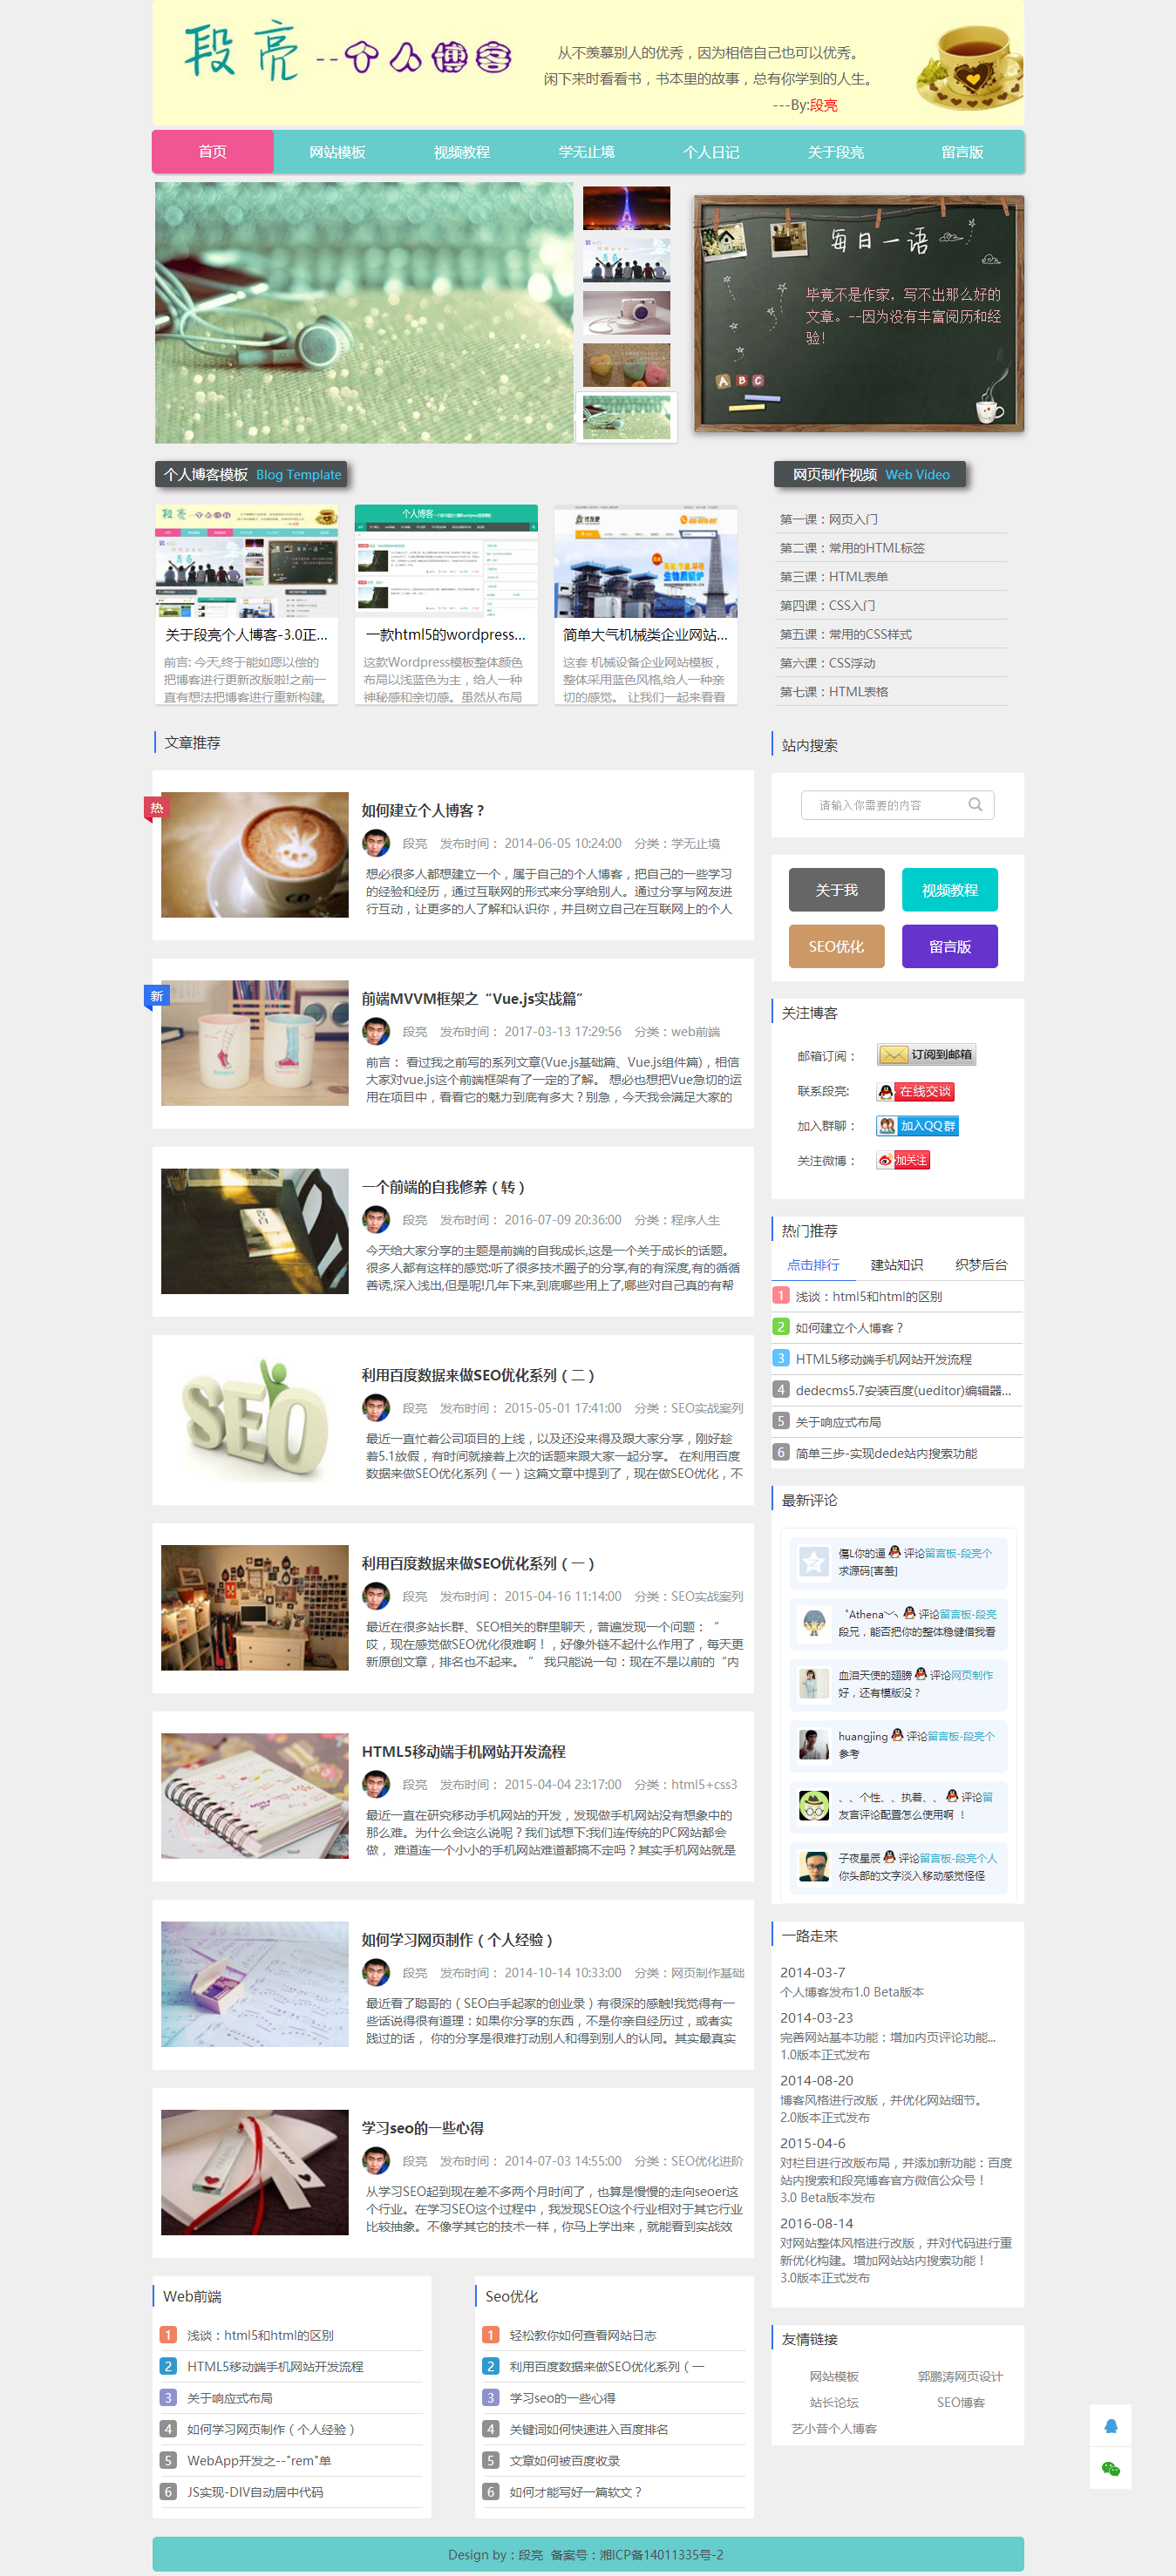 段亮--个人博客
从不羡慕别人的优秀，因为相信自己也可以优秀。
闲下来时看看书，书本里的故事，总有你学到的人生。
---By:段亮
首页 网站模板 视频教程 学无止境 个人日记 关于段亮 留言版
每日一语
毕竟不是作家，写不出那么好的
文章。--因为没有丰富阅历和经
验！
A B C
个人博客模板 Blog Template
关于段亮个人博客-3.0正...
前言: 今天,终于能如愿以偿的
把博客进行更新改版啦!之前一
直有想法把博客进行重新构建,
一款html5的wordpress...
这款Wordpress模板整体颜色
布局以浅蓝色为主，给人一种
神秘感和亲切感。虽然从布局
简单大气机械类企业网站...
这套 机械设备企业网站模板 ,
整体采用蓝色风格,给人一种亲
切的感觉。 让我们一起来看看
网页制作视频 Web Video
第一课：网页入门
第二课：常用的HTML标签
第三课：HTML表单
第四课：CSS入门
第五课：常用的CSS样式
第六课：CSS浮动
第七课：HTML表格
文章推荐
热
如何建立个人博客？
段亮 发布时间： 2014-06-05 10:24:00 分类：学无止境
想必很多人都想建立一个，属于自己的个人博客，把自己的一些学习
的经验和经历，通过互联网的形式来分享给别人。通过分享与网友进
行互动，让更多的人了解和认识你，并且树立自己在互联网上的个人
新
前端MVVM框架之“Vue.js实战篇”
段亮 发布时间： 2017-03-13 17:29:56 分类：web前端
前言： 看过我之前写的系列文章(Vue.js基础篇、Vue.js组件篇)，相信
大家对vue.js这个前端框架有了一定的了解。 想必也想把Vue急切的运
用在项目中，看看它的魅力到底有多大？别急，今天我会满足大家的
一个前端的自我修养（转）
段亮 发布时间： 2016-07-09 20:36:00 分类：程序人生
今天给大家分享的主题是前端的自我成长,这是一个关于成长的话题。
很多人都有这样的感觉:听了很多技术圈子的分享,有的有深度,有的循循
善诱,深入浅出,但是呢!几年下来,到底哪些用上了,哪些对自己真的有帮
SEO
利用百度数据来做SEO优化系列（二）
段亮 发布时间： 2015-05-01 17:41:00 分类：SEO实战案列
最近一直忙着公司项目的上线，以及还没来得及跟大家分享，刚好趁
着5.1放假，有时间就接着上次的话题来跟大家一起分享。 在利用百度
数据来做SEO优化系列（一）这篇文章中提到了，现在做SEO优化，不
利用百度数据来做SEO优化系列（一）
段亮 发布时间： 2015-04-16 11:14:00 分类：SEO实战案列
最近在很多站长群、SEO相关的群里聊天，普遍发现一个问题： “
哎，现在感觉做SEO优化很难啊！，好像外链不起什么作用了，每天更
新原创文章，排名也不起来。 ” 我只能说一句：现在不是以前的“内
HTML5移动端手机网站开发流程
段亮 发布时间： 2015-04-04 23:17:00 分类：html5+css3
最近一直在研究移动手机网站的开发，发现做手机网站没有想象中的
那么难。为什么会这么说呢？我们试想下:我们连传统的PC网站都会
做， 难道连一个小小的手机网站难道都搞不定吗？其实手机网站就是
如何学习网页制作（个人经验）
段亮 发布时间： 2014-10-14 10:33:00 分类：网页制作基础
最近看了聪哥的（SEO白手起家的创业录）有很深的感触!我觉得有一
些话说得很有道理：如果你分享的东西，不是你亲自经历过，或者实
践过的话， 你的分享是很难打动别人和得到别人的认同。其实最真实
学习seo的一些心得
段亮 发布时间： 2014-07-03 14:55:00 分类：SEO优化进阶
从学习SEO起到现在差不多两个月时间了，也算是慢慢的走向seoer这
个行业。在学习SEO这个过程中，我发现SEO这个行业相对于其它行业
比较抽象。不像学其它的技术一样，你马上学出来，就能看到实战效
站内搜索
请输入你需要的内容
关于我 视频教程
SEO优化 留言版
关注博客
邮箱订阅： 订阅到邮箱
联系段亮: 在线交谈
加入群聊： 加入QQ群
关注微博： 加关注
热门推荐
点击排行 建站知识 织梦后台
1 浅谈：html5和html的区别
2 如何建立个人博客？
3 HTML5移动端手机网站开发流程
4 dedecms5.7安装百度(ueditor)编辑器...
5 关于响应式布局
6 简单三步-实现dede站内搜索功能
最新评论
傷L你的逼 评论留言板-段亮个
求源码[害羞]
评论留言板-段亮
段兄，能否把你的整体稳健借我看
血泪天使的翅膀 评论网页制作
好，还有模版没？
huangjing 评论留言板-段亮个
参考
、、个性、、执着、、 评论留
友言评论配置怎么使用啊 ！
子夜星辰 评论留言板-段亮个人
你头部的文字淡入移动感觉怪怪
一路走来
2014-03-7
个人博客发布1.0 Beta版本
2014-03-23
完善网站基本功能：增加内页评论功能...
1.0版本正式发布
2014-08-20
博客风格进行改版，并优化网站细节。
2.0版本正式发布
2015-04-6
对栏目进行改版布局，并添加新功能：百度
站内搜索和段亮博客官方微信公众号！
3.0 Beta版本发布
2016-08-14
对网站整体风格进行改版，并对代码进行重
新优化构建。增加网站站内搜索功能！
3.0版本正式发布
友情链接
网站模板 郭鹏涛网页设计
站长论坛 SEO博客
艺小昔个人博客
Web前端
1 浅谈：html5和html的区别
2 HTML5移动端手机网站开发流程
3 关于响应式布局
4 如何学习网页制作（个人经验）
5 WebApp开发之--"rem"单
6 JS实现-DIV自动居中代码
Seo优化
1 轻松教你如何查看网站日志
2 利用百度数据来做SEO优化系列（一
3 学习seo的一些心得
4 关键词如何快速进入百度排名
5 文章如何被百度收录
6 如何才能写好一篇软文？
Design by：段亮 备案号：湘ICP备14011335号-2